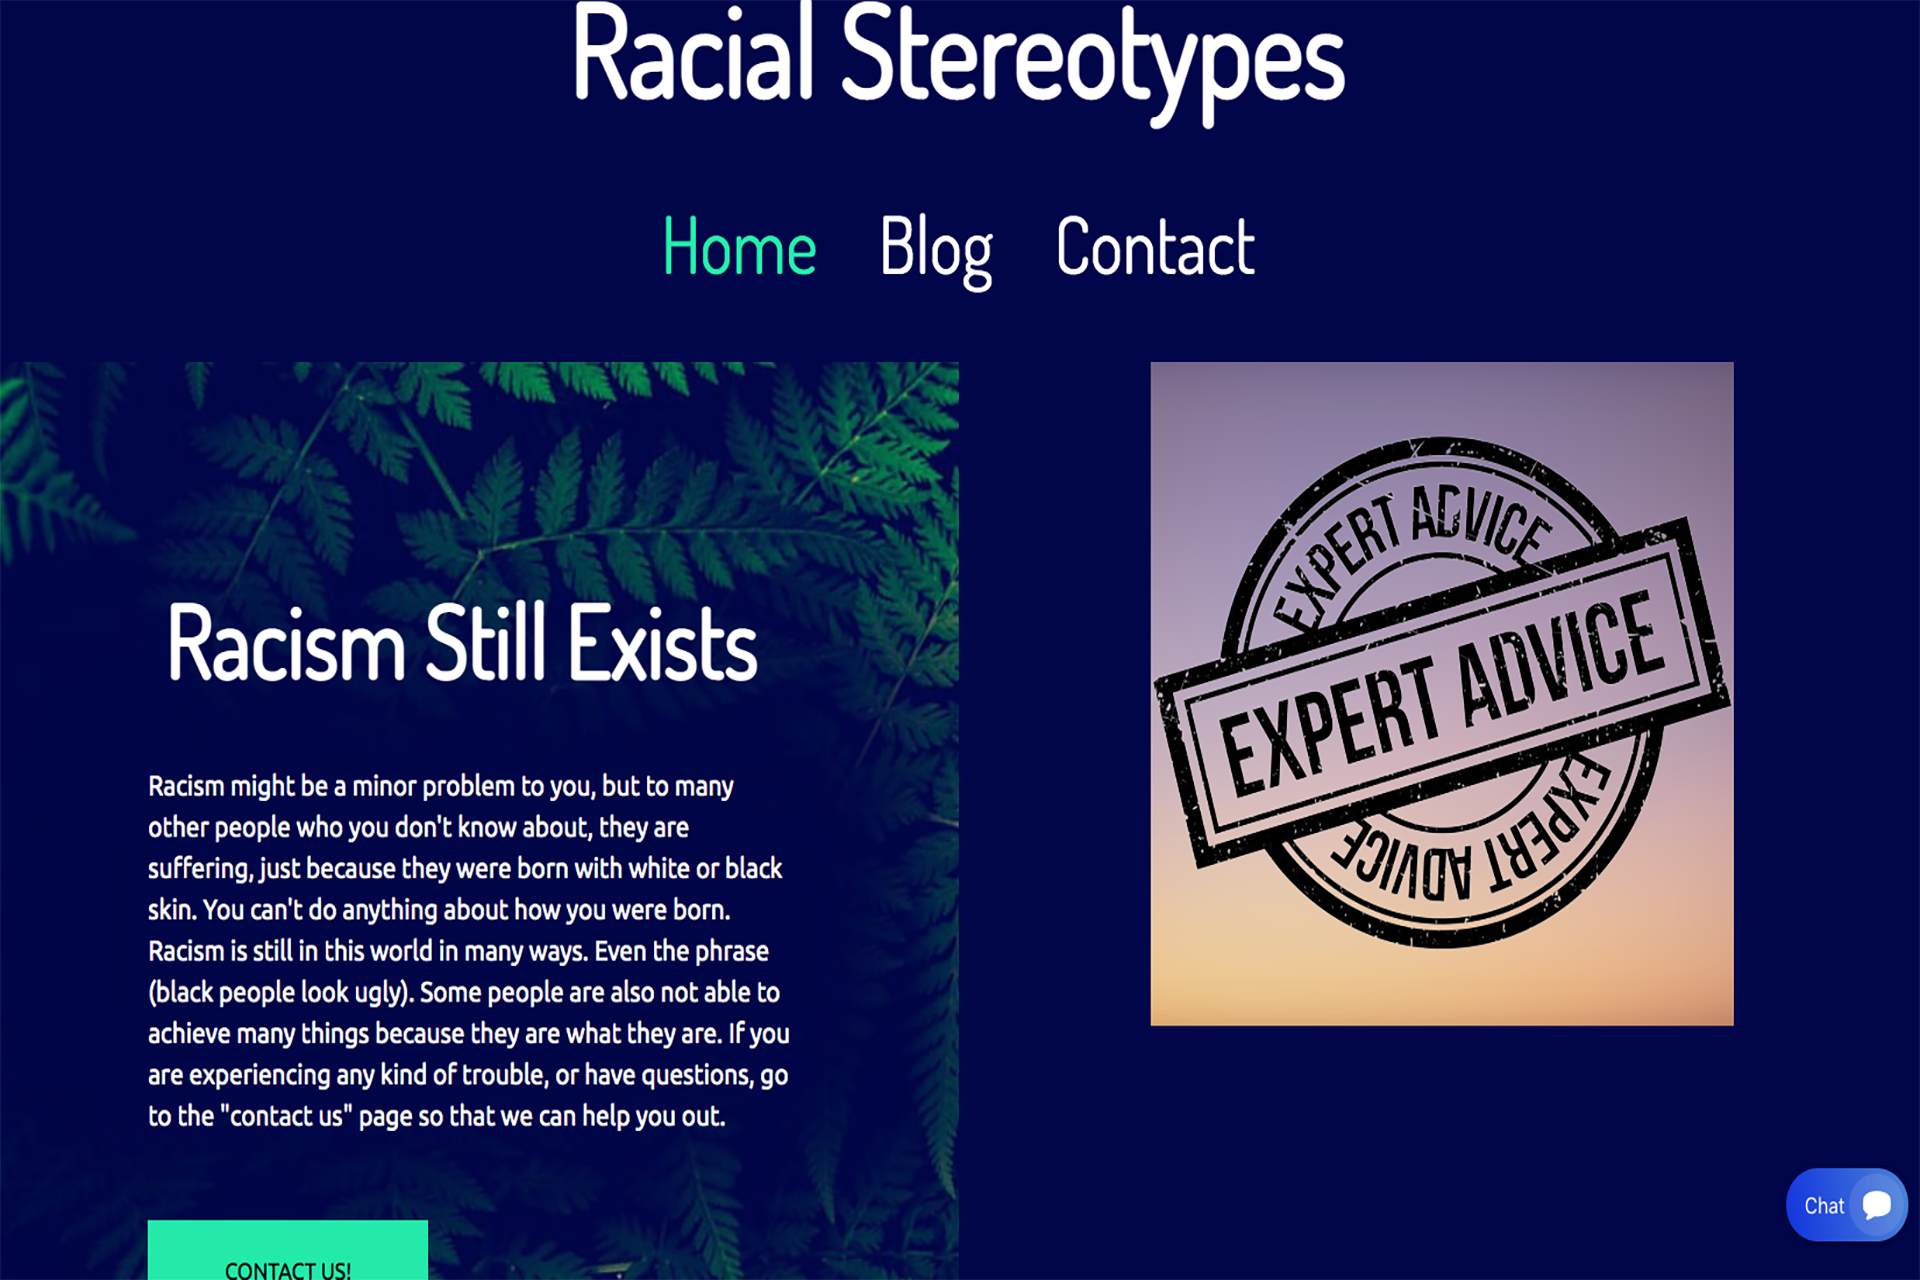 Racial Stereotypes
Home Blog Contact
Racism Still Exists
Racism might be a minor problem to you, but to many
other people who you don't know about, they are
suffering, just because they were born with white or black
skin. You can't do anything about how you were born.
Racism is still in this world in many ways. Even the phrase
(black people look ugly). Some people are also not able to
achieve many things because they are what they are. If you
are experiencing any kind of trouble, or have questions, go
to the "contact us" page so that we can help you out.
CONTACT US!
EXPERT ADVICE
EXPERT ADVICE
EXPERT ADVICE
Chat